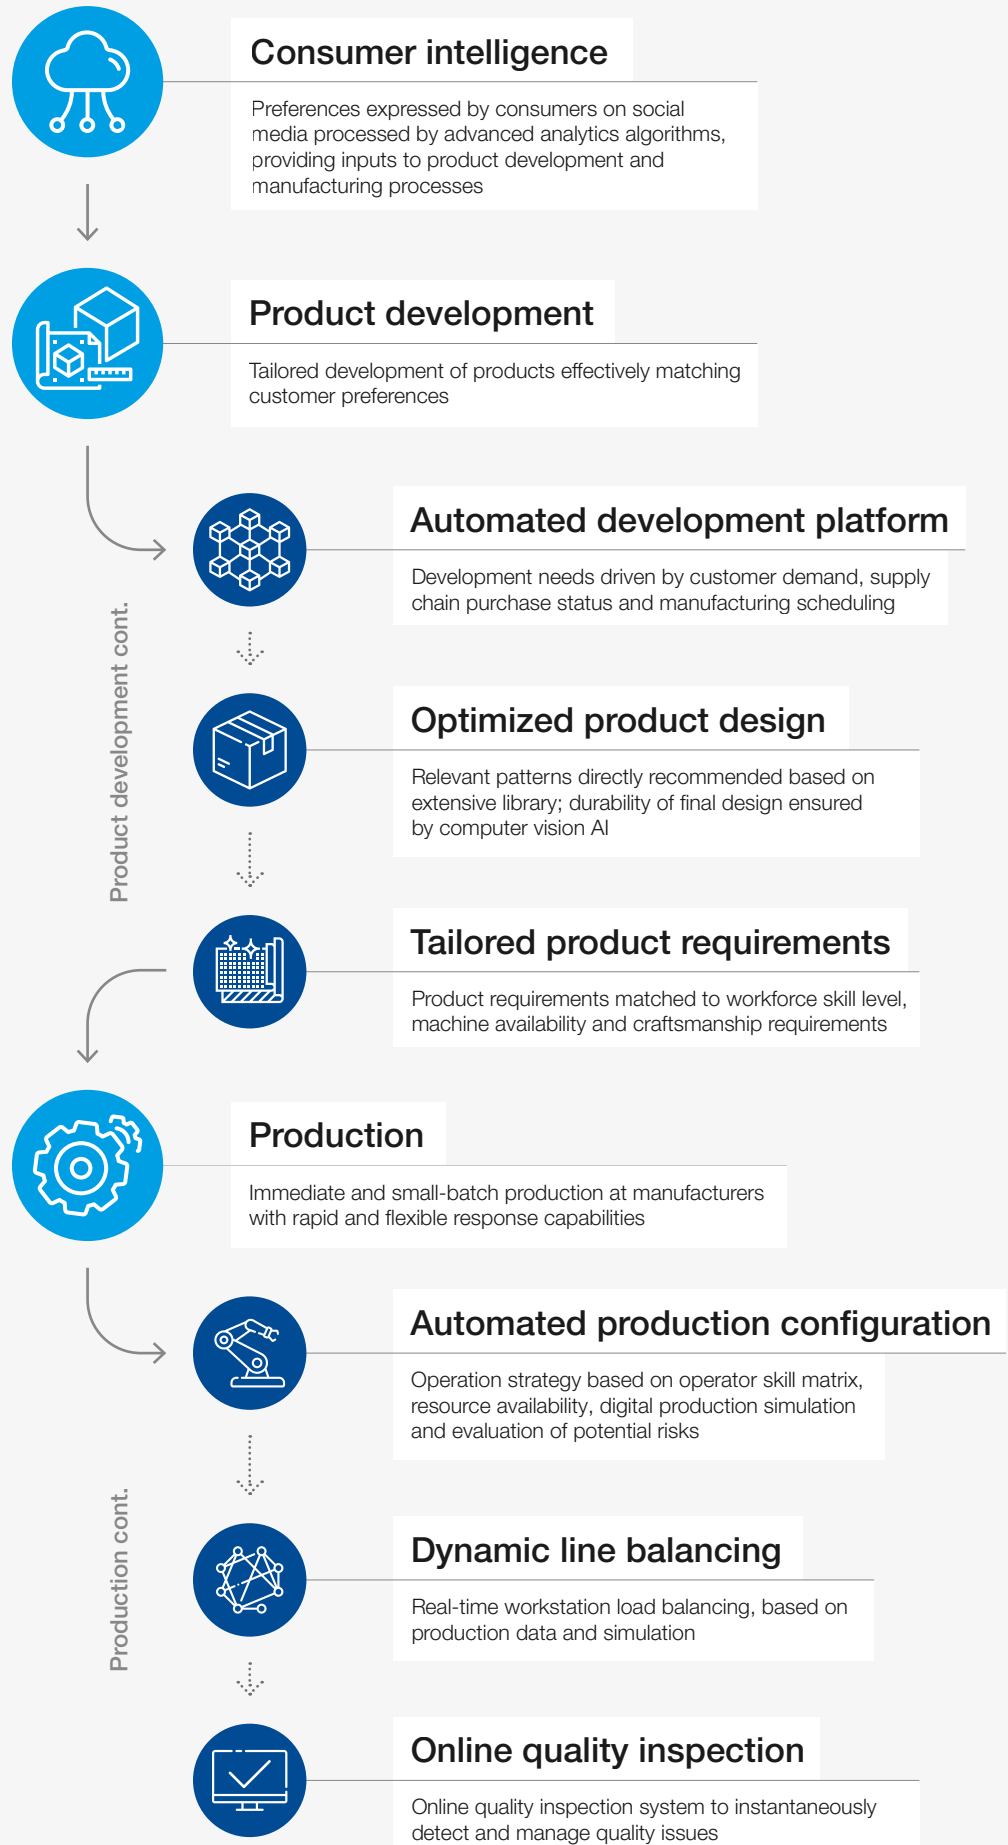 Consumer intelligence
Preferences expressed by consumers on social
media processed by advanced analytics algorithms,
providing inputs to product development and
manufacturing processes
Product development
Tailored development of products effectively matching
customer preferences
Product development cont.
Automated development platform
Development needs driven by customer demand, supply
chain purchase status and manufacturing scheduling
Optimized product design
Relevant patterns directly recommended based on
extensive library; durability of final design ensured
by computer vision AI
Tailored product requirements
Product requirements matched to workforce skill level,
machine availability and craftsmanship requirements
Production
Immediate and small-batch production at manufacturers
with rapid and flexible response capabilities
Production cont.
Automated production configuration
Operation strategy based on operator skill matrix,
resource availability, digital production simulation
and evaluation of potential risks
Dynamic line balancing
Real-time workstation load balancing, based on
production data and simulation
Online quality inspection
Online quality inspection system to instantaneously
detect and manage quality issues